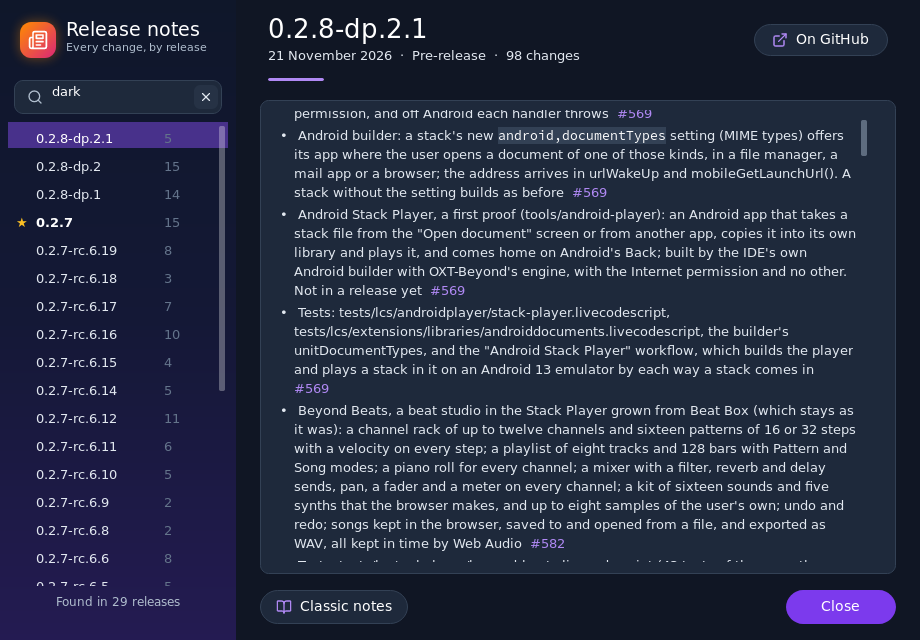 Release notes
Every change, by release
dark
0.2.8-dp.2.1 5
0.2.8-dp.2 15
0.2.8-dp.1 14
★ 0.2.7 15
0.2.7-rc.6.19 8
0.2.7-rc.6.18 3
0.2.7-rc.6.17 7
0.2.7-rc.6.16 10
0.2.7-rc.6.15 4
0.2.7-rc.6.14 5
0.2.7-rc.6.12 11
0.2.7-rc.6.11 6
0.2.7-rc.6.10 5
0.2.7-rc.6.9 2
0.2.7-rc.6.8 2
0.2.7-rc.6.6 8
0.2.7-rc.6.5 5
Found in 29 releases
0.2.8-dp.2.1
21 November 2026 · Pre-release · 98 changes
On GitHub
permission, and off Android each handler throws #569
• Android builder: a stack's new android,documentTypes setting (MIME types) offers
its app where the user opens a document of one of those kinds, in a file manager, a
mail app or a browser; the address arrives in urlWakeUp and mobileGetLaunchUrl(). A
stack without the setting builds as before #569
• Android Stack Player, a first proof (tools/android-player): an Android app that takes a
stack file from the "Open document" screen or from another app, copies it into its own
library and plays it, and comes home on Android's Back; built by the IDE's own
Android builder with OXT-Beyond's engine, with the Internet permission and no other.
Not in a release yet #569
• Tests: tests/lcs/androidplayer/stack-player.livecodescript,
tests/lcs/extensions/libraries/androiddocuments.livecodescript, the builder's
unitDocumentTypes, and the "Android Stack Player" workflow, which builds the player
and plays a stack in it on an Android 13 emulator by each way a stack comes in
#569
• Beyond Beats, a beat studio in the Stack Player grown from Beat Box (which stays as
it was): a channel rack of up to twelve channels and sixteen patterns of 16 or 32 steps
with a velocity on every step; a playlist of eight tracks and 128 bars with Pattern and
Song modes; a piano roll for every channel; a mixer with a filter, reverb and delay
sends, pan, a fader and a meter on every channel; a kit of sixteen sounds and five
synths that the browser makes, and up to eight samples of the user's own; undo and
redo; songs kept in the browser, saved to and opened from a file, and exported as
WAV, all kept in time by Web Audio #582
Classic notes
Close